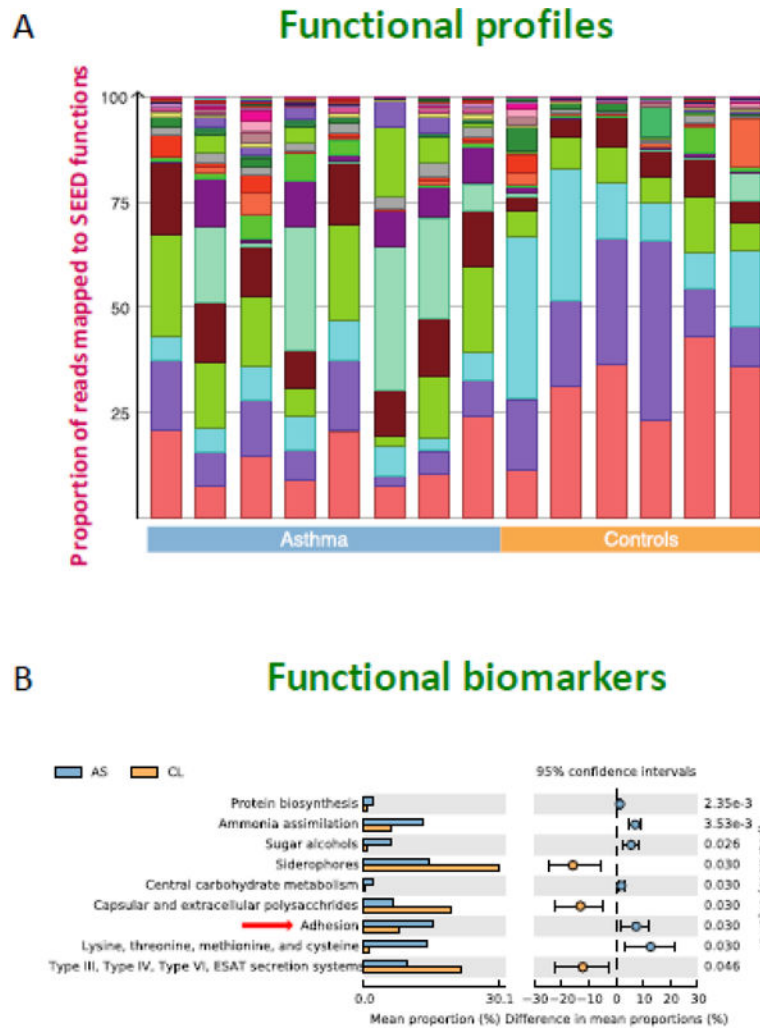 A
Functional profiles
Proportion of reads mapped to SEED functions
100
75
50
25
Asthma
Controls
B
Functional biomarkers
AS CL
95% confidence intervals
Protein biosynthesis 2.35e-3
Ammonia assimilation 3.53e-3
Sugar alcohols 0.026
Siderophores 0.030
Central carbohydrate metabolism 0.030
Capsular and extracellular polysacchrides 0.030
Adhesion 0.030
Lysine, threonine, methionine, and cysteine 0.030
Type III, Type IV, Type VI, ESAT secretion systems 0.046
0.0 30.1 −30 −20 −10 0 10 20 30
Mean proportion (%) Difference in mean proportions (%)